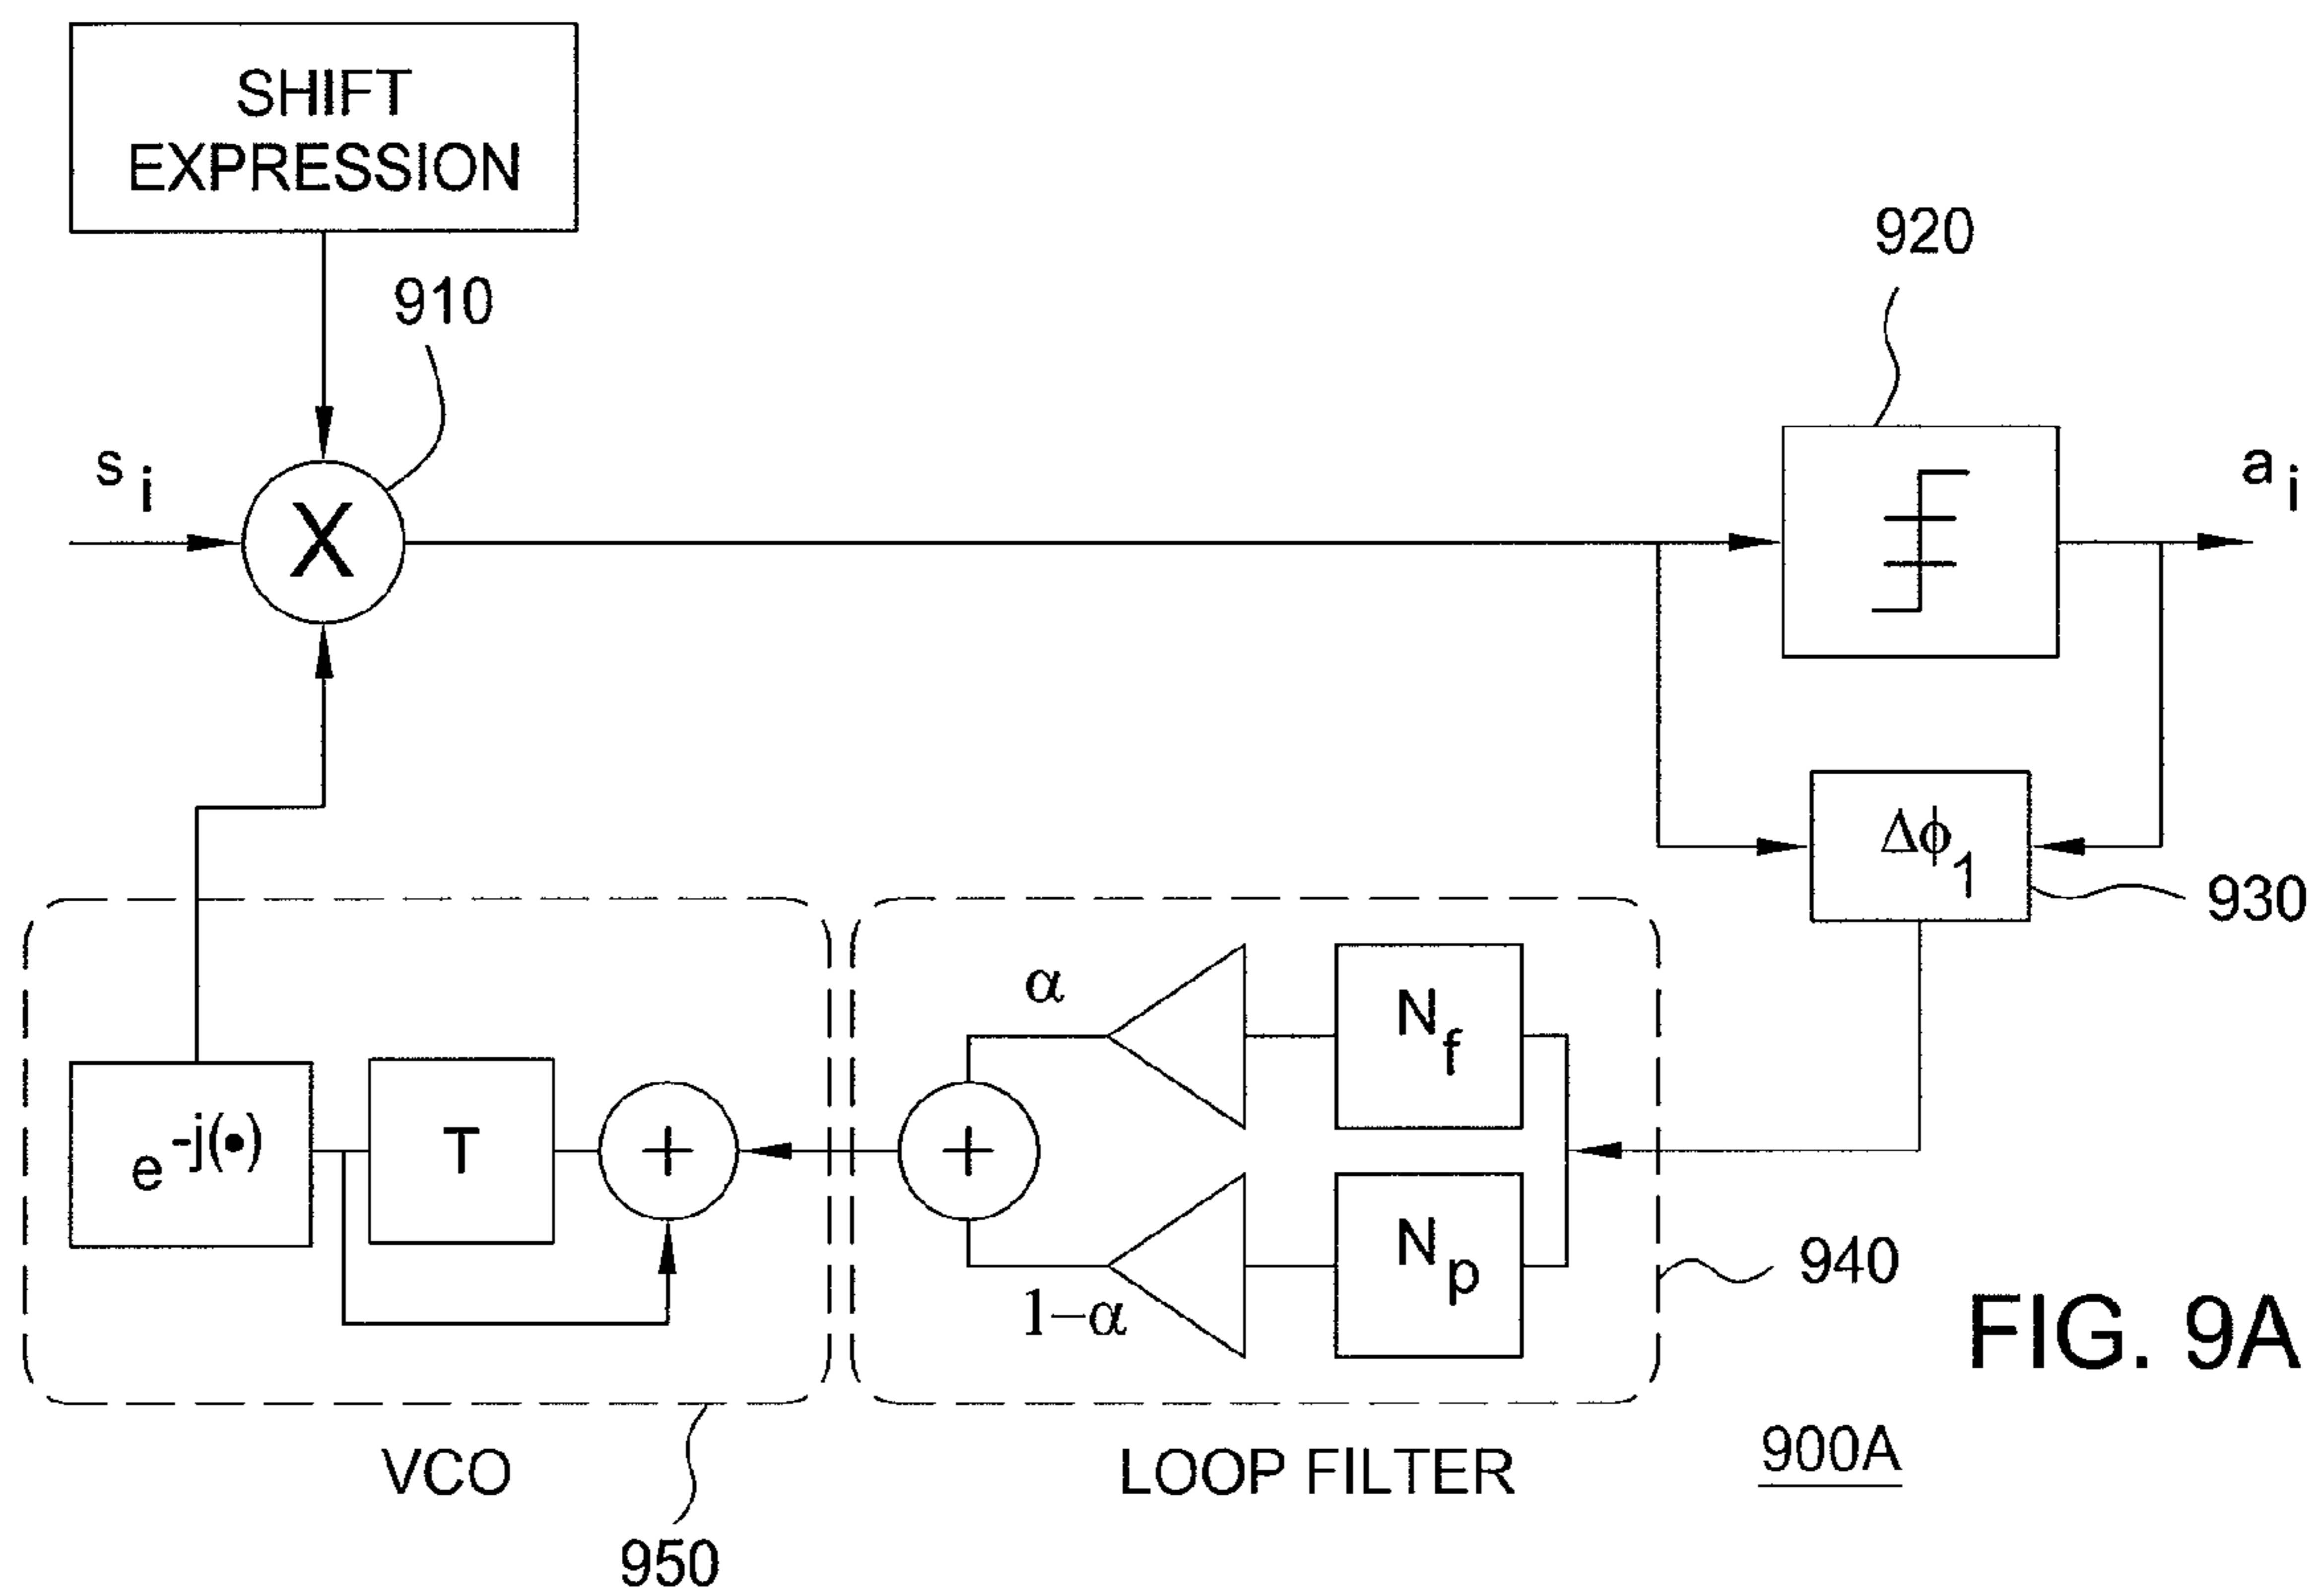 SHIFT
EXPRESSION
910
920
s i
X
a i
Δϕ 1
930
α
N f
e -j(•)
T
+
+
1–α
N p
940
FIG. 9A
VCO
LOOP FILTER
900A
950